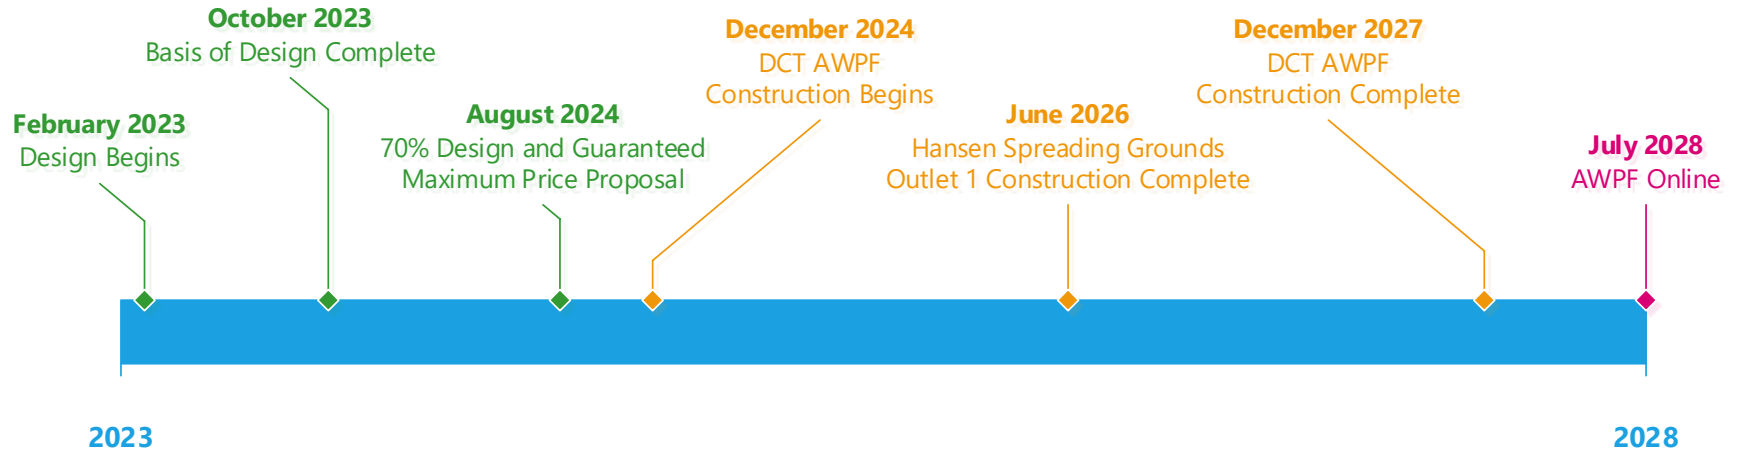 February 2023
Design Begins
October 2023
Basis of Design Complete
August 2024
70% Design and Guaranteed
Maximum Price Proposal
December 2024
DCT AWPF
Construction Begins
June 2026
Hansen Spreading Grounds
Outlet 1 Construction Complete
December 2027
DCT AWPF
Construction Complete
July 2028
AWPF Online
2023
2028